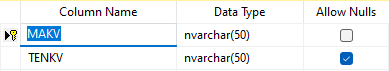 Column Name Data Type Allow Nulls
MAKV nvarchar(50)
TENKV nvarchar(50)